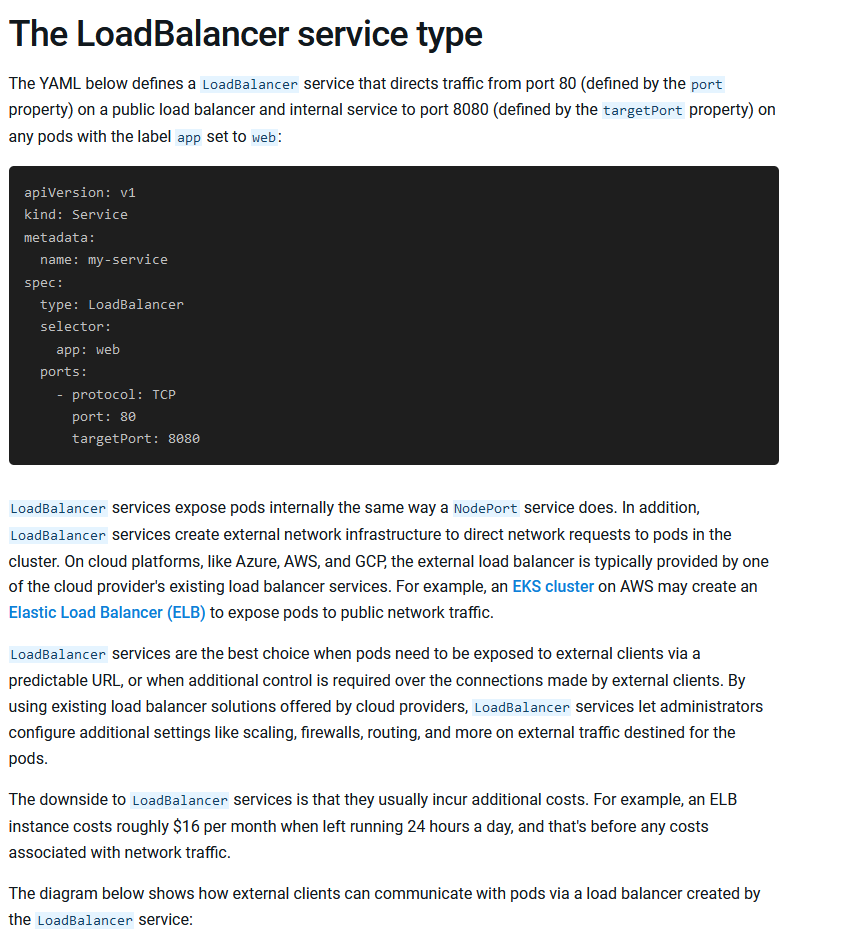 The LoadBalancer service type
The YAML below defines a LoadBalancer service that directs traffic from port 80 (defined by the port
property) on a public load balancer and internal service to port 8080 (defined by the targetPort property) on
any pods with the label app set to web:
apiVersion: v1
kind: Service
metadata:
  name: my-service
spec:
  type: LoadBalancer
  selector:
    app: web
  ports:
    - protocol: TCP
      port: 80
      targetPort: 8080
LoadBalancer services expose pods internally the same way a NodePort service does. In addition,
LoadBalancer services create external network infrastructure to direct network requests to pods in the
cluster. On cloud platforms, like Azure, AWS, and GCP, the external load balancer is typically provided by one
of the cloud provider's existing load balancer services. For example, an EKS cluster on AWS may create an
Elastic Load Balancer (ELB) to expose pods to public network traffic.
LoadBalancer services are the best choice when pods need to be exposed to external clients via a
predictable URL, or when additional control is required over the connections made by external clients. By
using existing load balancer solutions offered by cloud providers, LoadBalancer services let administrators
configure additional settings like scaling, firewalls, routing, and more on external traffic destined for the
pods.
The downside to LoadBalancer services is that they usually incur additional costs. For example, an ELB
instance costs roughly $16 per month when left running 24 hours a day, and that's before any costs
associated with network traffic.
The diagram below shows how external clients can communicate with pods via a load balancer created by
the LoadBalancer service: